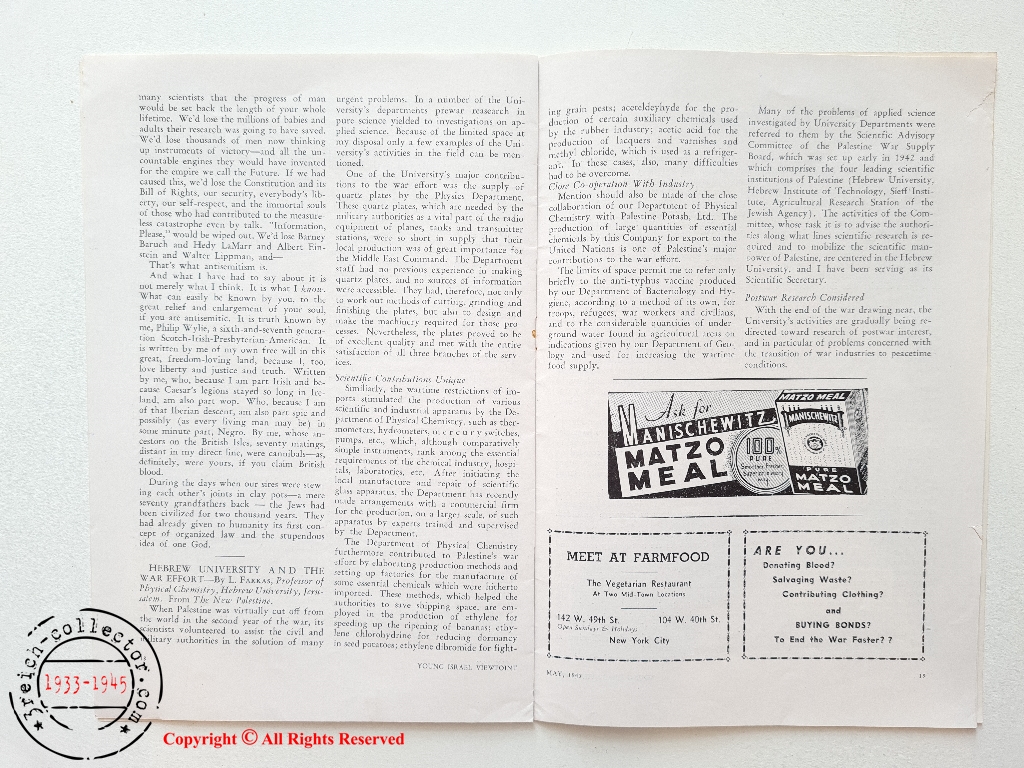 many scientists that the progress of man
would be set back the length of your whole
lifetime. We'd lose the millions of babies and
adults their research was going to have saved.
We'd lose thousands of men now thinking
up instruments of victory—and all the un-
countable engines they would have invented
for the empire we call the Future. If we had
caused this, we'd lose the Constitution and its
Bill of Rights, our security, everybody's lib-
erty, our self-respect, and the immortal souls
of those who had contributed to the measure-
less catastrophe even by talk. "Information,
Please," would be wiped out. We'd lose Barney
Baruch and Hedy LaMarr and Albert Ein-
stein and Walter Lippman, and—
That's what antisemitism is.
And what I have had to say about it is
not merely what I think. It is what I know.
What can easily be known by you, to the
great relief and enlargement of your soul,
if you are antisemitic. It is truth known by
me, Philip Wylie, a sixth-and-seventh genera-
tion Scotch-Irish-Presbyterian-American. It
is written by me of my own free will in this
great, freedom-loving land, because I, too,
love liberty and justice and truth. Written
by me, who, because I am part Irish and be-
cause Caesar's legions stayed so long in Ire-
land, am also part wop. Who, because I am
of that Iberian descent, am also part spic and
possibly (as every living man may be) in
some minute part, Negro. By me, whose an-
cestors on the British Isles, seventy matings
distant in my direct line, were cannibals—as,
definitely, were yours, if you claim British
blood.
During the days when our sires were stew-
ing each other's joints in clay pots—a mere
seventy grandfathers back — the Jews had
been civilized for two thousand years. They
had already given to humanity its first con-
cept of organized law and the stupendous
idea of one God.
HEBREW UNIVERSITY AND THE
WAR EFFORT—By L. FARKAS, Professor of
Physical Chemistry, Hebrew University, Jeru-
salem. From The New Palestine.
When Palestine was virtually cut off from
the world in the second year of the war, its
scientists volunteered to assist the civil and
military authorities in the solution of many
urgent problems. In a number of the Uni-
versity's departments prewar reasearch in
pure science yielded to investigations on ap-
plied science. Because of the limited space at
my disposal only a few examples of the Uni-
versity's activities in the field can be men-
tioned.
One of the University's major contribu-
tions to the war effort was the supply of
quartz plates by the Physics Department.
These quartz plates, which are needed by the
military authorities as a vital part of the radio
equipment of planes, tanks and transmitter
stations, were so short in supply that their
local production was of great importance for
the Middle East Command. The Department
staff had no previous experience in making
quartz plates, and no sources of information
were accessible. They had, therefore, not only
to work out methods of cutting, grinding and
finishing the plates, but also to design and
make the machinery required for those pro-
cesses. Nevertheless, the plates proved to be
of excellent quality and met with the entire
satisfaction of all three branches of the serv-
ices.
Scientific Contributions Unique
Similarly, the wartime restrictions of im-
ports stimulated the production of various
scientific and industrial apparatus by the De-
partment of Physical Chemistry, such as ther-
mometers, hydrometers, mercury switches,
pumps, etc., which, although comparatively
simple instruments, rank among the essential
requirements of the chemical industry, hospi-
tals, laboratories, etc. After initiating the
local manufacture and repair of scientific
glass apparatus, the Department has recently
made arrangements with a commercial firm
for the production, on a larger scale, of such
apparatus by experts trained and supervised
by the Department.
The Department of Physical Chemistry
furthermore contributed to Palestine's war
effort by elaborating production methods and
setting up factories for the manufacture of
some essential chemicals which were hitherto
imported. These methods, which helped the
authorities to save shipping space, are em-
ployed in the production of ethylene for
speeding up the ripening of bananas; ethy-
lene chlorohydrine for reducing dormancy
in seed potatoes; ethylene dibromide for fight-
YOUNG ISRAEL VIEWPOINT
ing grain pests; aceteldeyhyde for the pro-
duction of certain auxiliary chemicals used
by the rubber industry; acetic acid for the
production of lacquers and varnishes and
methyl chloride, which is used as a refriger-
ant. In these cases, also, many difficulties
had to be overcome.
Close Co-operation With Industry
Mention should also be made of the close
collaboration of our Department of Physical
Chemistry with Palestine Potash, Ltd. The
production of large quantities of essential
chemicals by this Company for export to the
United Nations is one of Palestine's major
contributions to the war effort.
The limits of space permit me to refer only
briefly to the anti-typhus vaccine produced
by our Department of Bacteriology and Hy-
giene, according to a method of its own, for
troops, refugees, war workers and civilians,
and to the considerable quantities of under-
ground water found in agricultural areas on
indications given by our Department of Geo-
logy and used for increasing the wartime
food supply.
Many of the problems of applied science
investigated by University Departments were
referred to them by the Scientific Advisory
Committee of the Palestine War Supply
Board, which was set up early in 1942 and
which comprises the four leading scientific
institutions of Palestine (Hebrew University,
Hebrew Institute of Technology, Sieff Insti-
tute, Agricultural Research Station of the
Jewish Agency). The activities of the Com-
mittee, whose task it is to advise the authori-
ties along what lines scientific research is re-
quired and to mobilize the scientific man-
power of Palestine, are centered in the Hebrew
University, and I have been serving as its
Scientific Secretary.
Postwar Research Considered
With the end of the war drawing near, the
University's activities are gradually being re-
directed toward research of postwar interest,
and in particular of problems concerned with
the transition of war industries to peacetime
conditions.
Ask for
MANISCHEWITZ
MATZO
MEAL
100%
PURE
MATZO MEAL
MANISCHEWITZ
PURE
MATZO
MEAL
MEET AT FARMFOOD
The Vegetarian Restaurant
At Two Mid-Town Locations
142 W. 49th St. 104 W. 40th St.
Open Sundays & Holidays
New York City
ARE YOU...
Donating Blood?
Salvaging Waste?
Contributing Clothing?
and
BUYING BONDS?
To End the War Faster? ?
MAY, 1945 19
3reich-collector.com
1933-1945
Copyright © All Rights Reserved